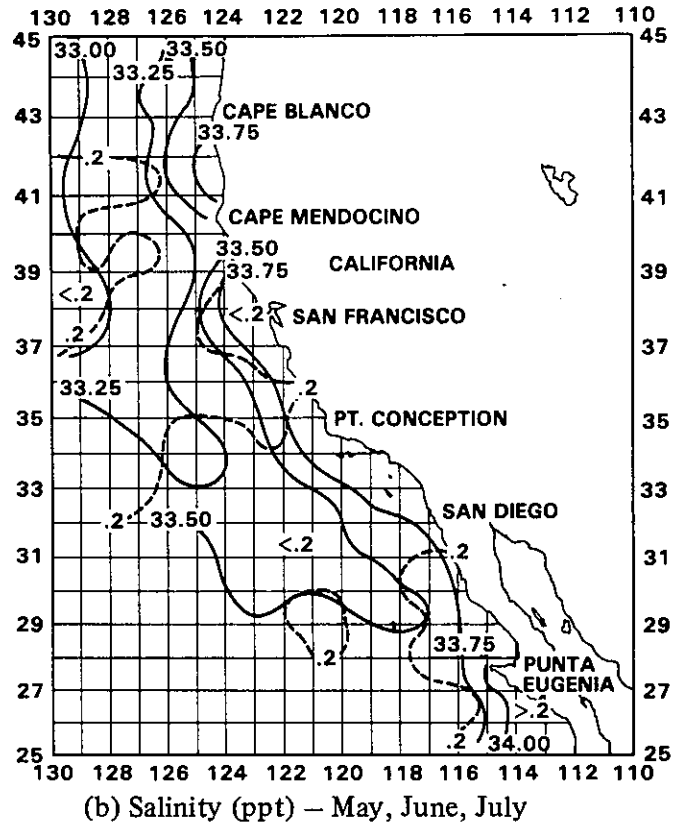 130 128 126 124 122 120 118 116 114 112 110
45 33.00 33.50 45
33.25
43 CAPE BLANCO 43
33.75
.2
41 41
CAPE MENDOCINO
33.50
39 33.75 CALIFORNIA 39
<.2 <.2 SAN FRANCISCO
.2
37 37
33.25 .2
35 PT. CONCEPTION 35
33 33
.2 33.50 SAN DIEGO
31 <.2 .2 31
29 33.75 29
.2 PUNTA
27 EUGENIA 27
>.2
25 .2 34.00 25
130 128 126 124 122 120 118 116 114 112 110
(b) Salinity (ppt) – May, June, July